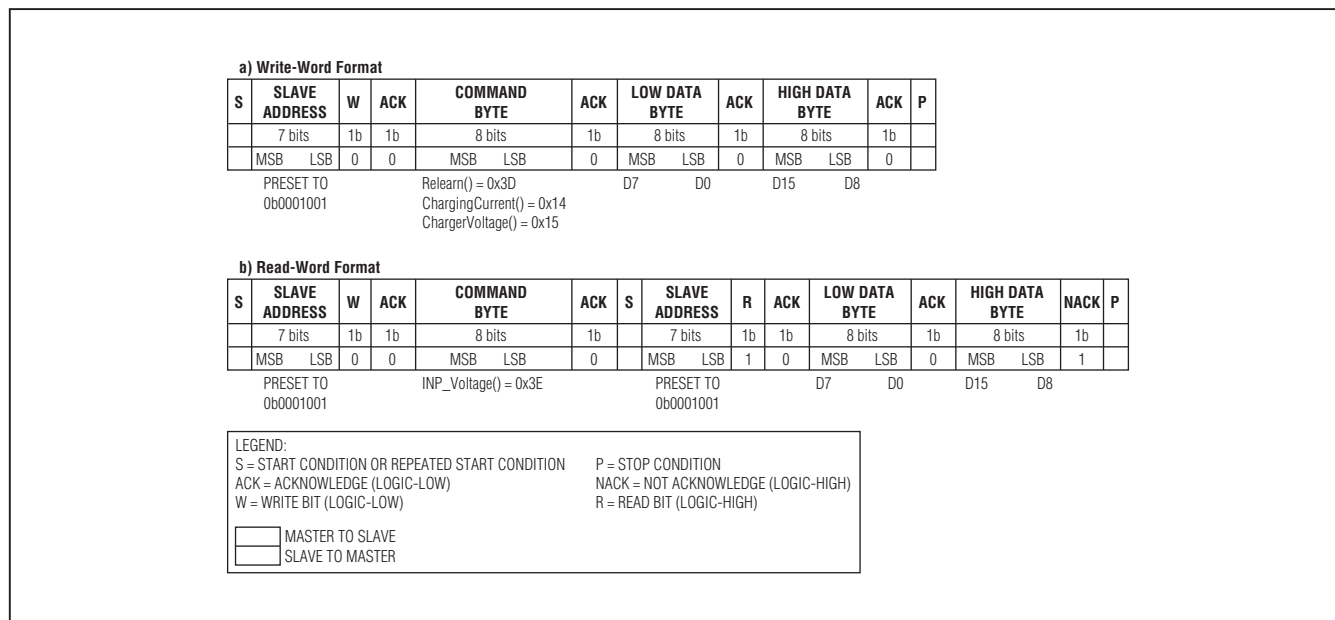 a) Write-Word Format
S SLAVE ADDRESS W ACK COMMAND BYTE ACK LOW DATA BYTE ACK HIGH DATA BYTE ACK P
7 bits 1b 1b 8 bits 1b 8 bits 1b 8 bits 1b
MSB LSB 0 0 MSB LSB 0 MSB LSB 0 MSB LSB 0
PRESET TO Relearn() = 0x3D D7 D0 D15 D8
0b0001001 ChargingCurrent() = 0x14
ChargerVoltage() = 0x15
b) Read-Word Format
S SLAVE ADDRESS W ACK COMMAND BYTE ACK S SLAVE ADDRESS R ACK LOW DATA BYTE ACK HIGH DATA BYTE NACK P
7 bits 1b 1b 8 bits 1b 7 bits 1b 1b 8 bits 1b 8 bits 1b
MSB LSB 0 0 MSB LSB 0 MSB LSB 1 0 MSB LSB 0 MSB LSB 1
PRESET TO INP_Voltage() = 0x3E PRESET TO D7 D0 D15 D8
0b0001001 0b0001001
LEGEND:
S = START CONDITION OR REPEATED START CONDITION P = STOP CONDITION
ACK = ACKNOWLEDGE (LOGIC-LOW) NACK = NOT ACKNOWLEDGE (LOGIC-HIGH)
W = WRITE BIT (LOGIC-LOW) R = READ BIT (LOGIC-HIGH)
MASTER TO SLAVE
SLAVE TO MASTER